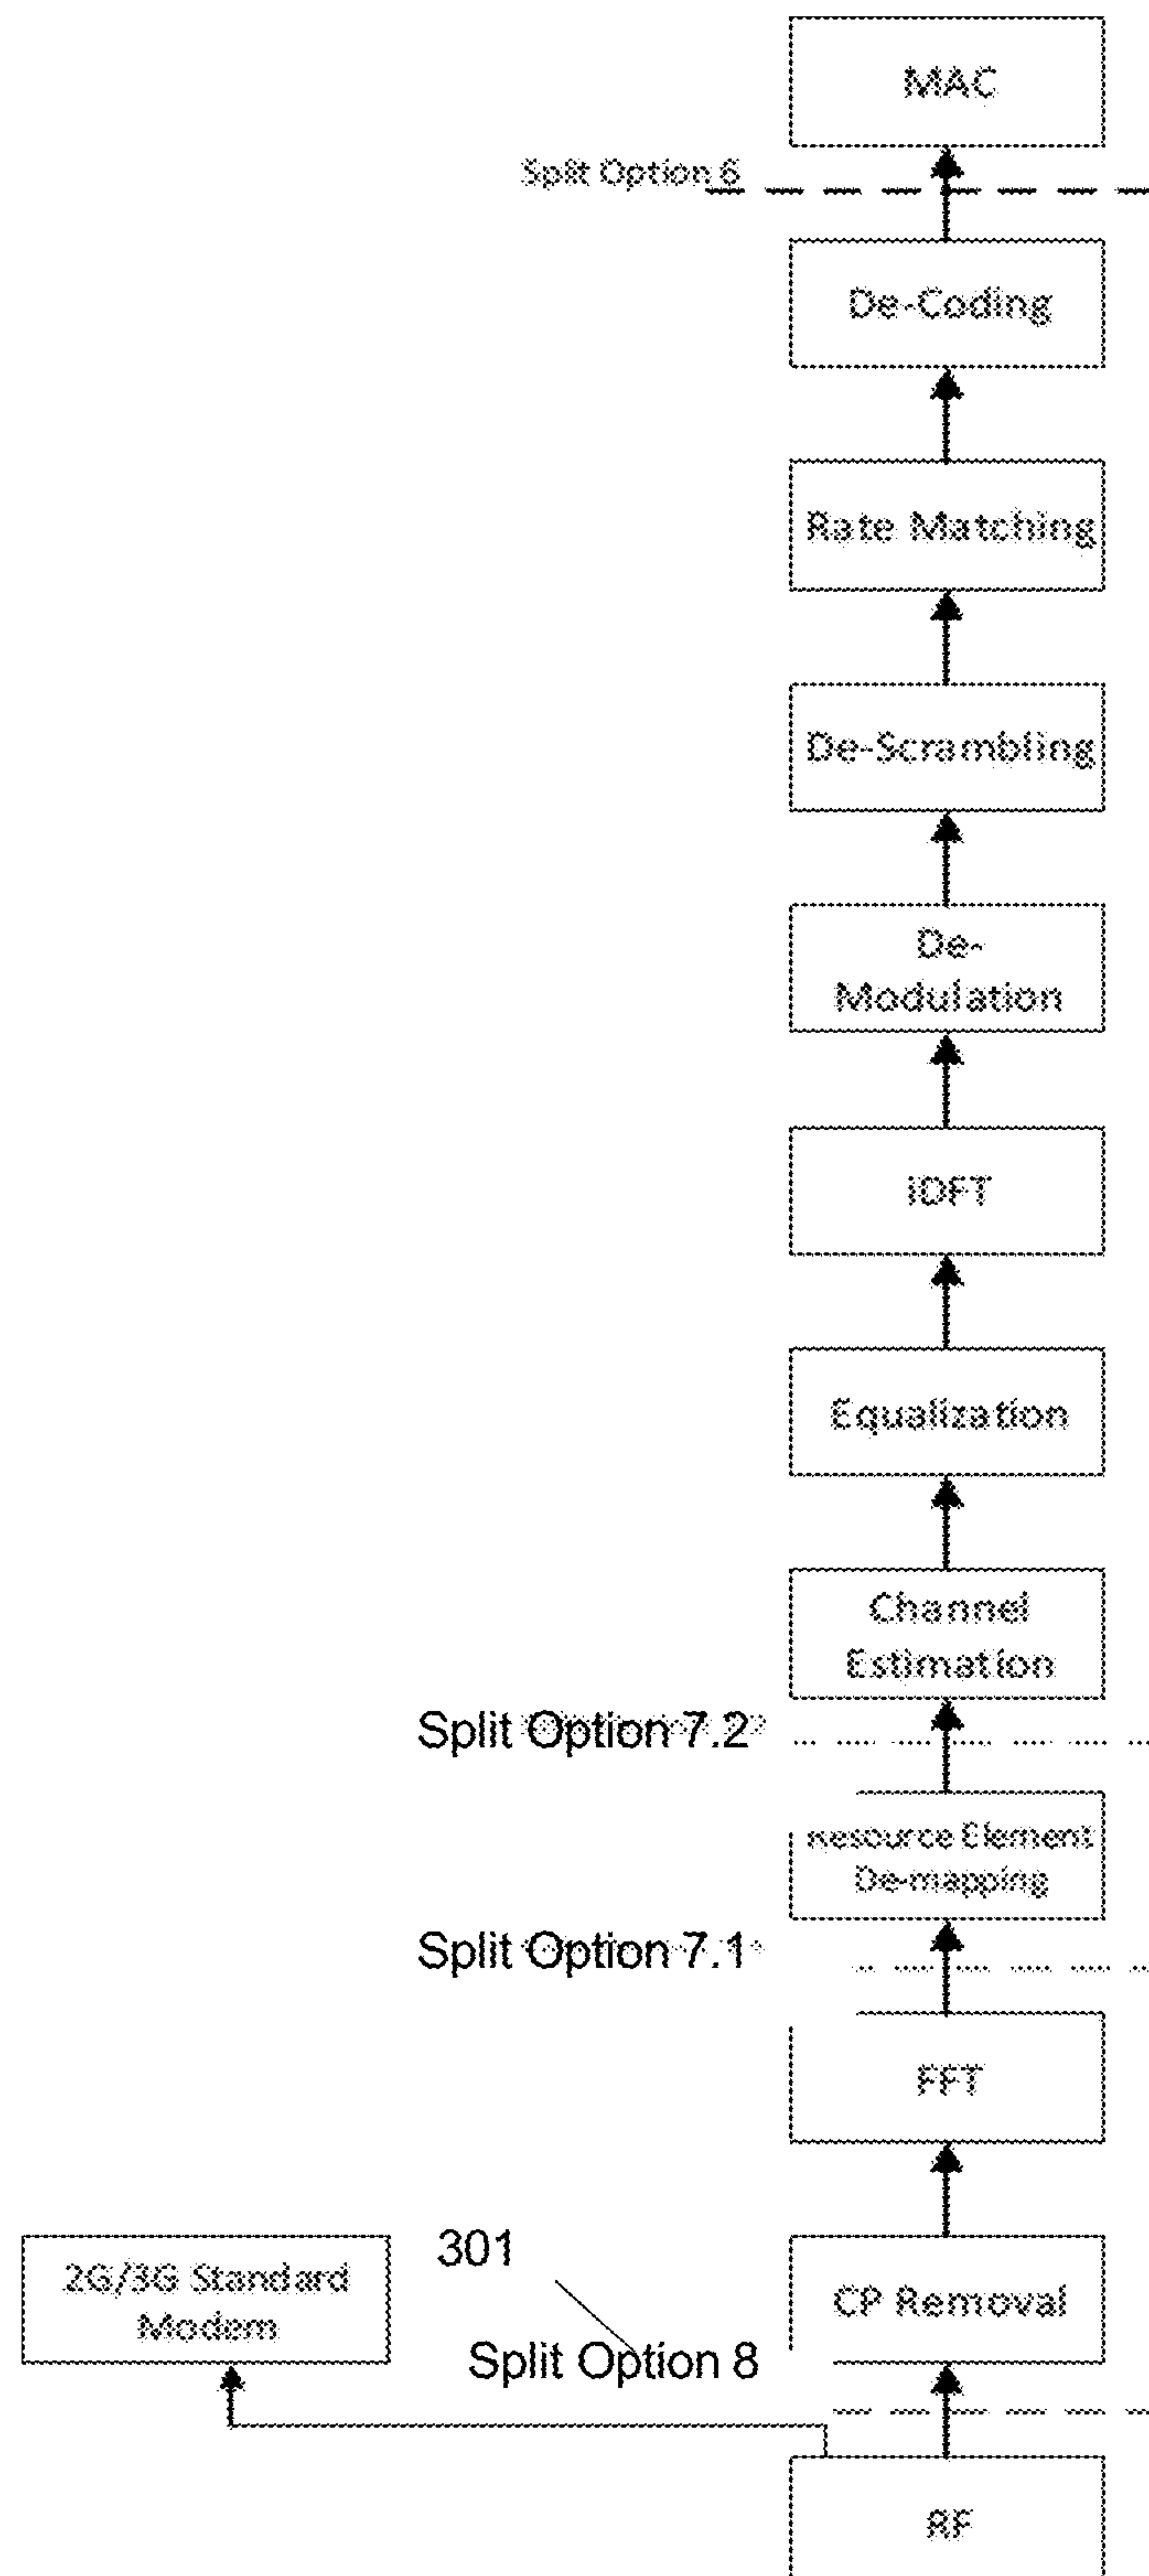 MAC
Split Option 6
De-Coding
Rate Matching
De-Scrambling
De-
Modulation
IDFT
Equalization
Channel
Estimation
Split Option 7.2
Resource Element
De-mapping
Split Option 7.1
FFT
2G/3G Standard
Modem
301
CP Removal
Split Option 8
RF